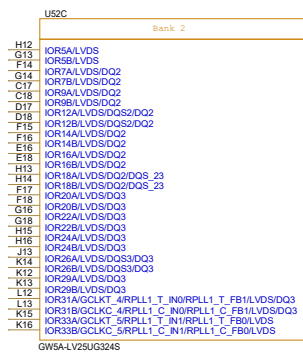 U52C
Bank 2
H12 IOR5A/LVDS
G13 IOR5B/LVDS
F14 IOR7A/LVDS/DQ2
G14 IOR7B/LVDS/DQ2
C17 IOR9A/LVDS/DQ2
C18 IOR9B/LVDS/DQ2
D17 IOR12A/LVDS/DQS2/DQ2
D18 IOR12B/LVDS/DQS2/DQ2
F15 IOR14A/LVDS/DQ2
F16 IOR14B/LVDS/DQ2
E16 IOR16A/LVDS/DQ2
E18 IOR16B/LVDS/DQ2
H13 IOR18A/LVDS/DQ2/DQS_23
H14 IOR18B/LVDS/DQ2/DQS_23
F17 IOR20A/LVDS/DQ3
F18 IOR20B/LVDS/DQ3
G16 IOR22A/LVDS/DQ3
G18 IOR22B/LVDS/DQ3
H15 IOR24A/LVDS/DQ3
H16 IOR24B/LVDS/DQ3
J13 IOR26A/LVDS/DQS3/DQ3
K14 IOR26B/LVDS/DQS3/DQ3
K12 IOR29A/LVDS/DQ3
K13 IOR29B/LVDS/DQ3
L12 IOR31A/GCLKT_4/RPLL1_T_IN0/RPLL1_T_FB1/LVDS/DQ3
L13 IOR31B/GCLKC_4/RPLL1_C_IN0/RPLL1_C_FB1/LVDS/DQ3
K15 IOR33A/GCLKT_5/RPLL1_T_IN1/RPLL1_T_FB0/LVDS
K16 IOR33B/GCLKC_5/RPLL1_C_IN1/RPLL1_C_FB0/LVDS
GW5A-LV25UG324S